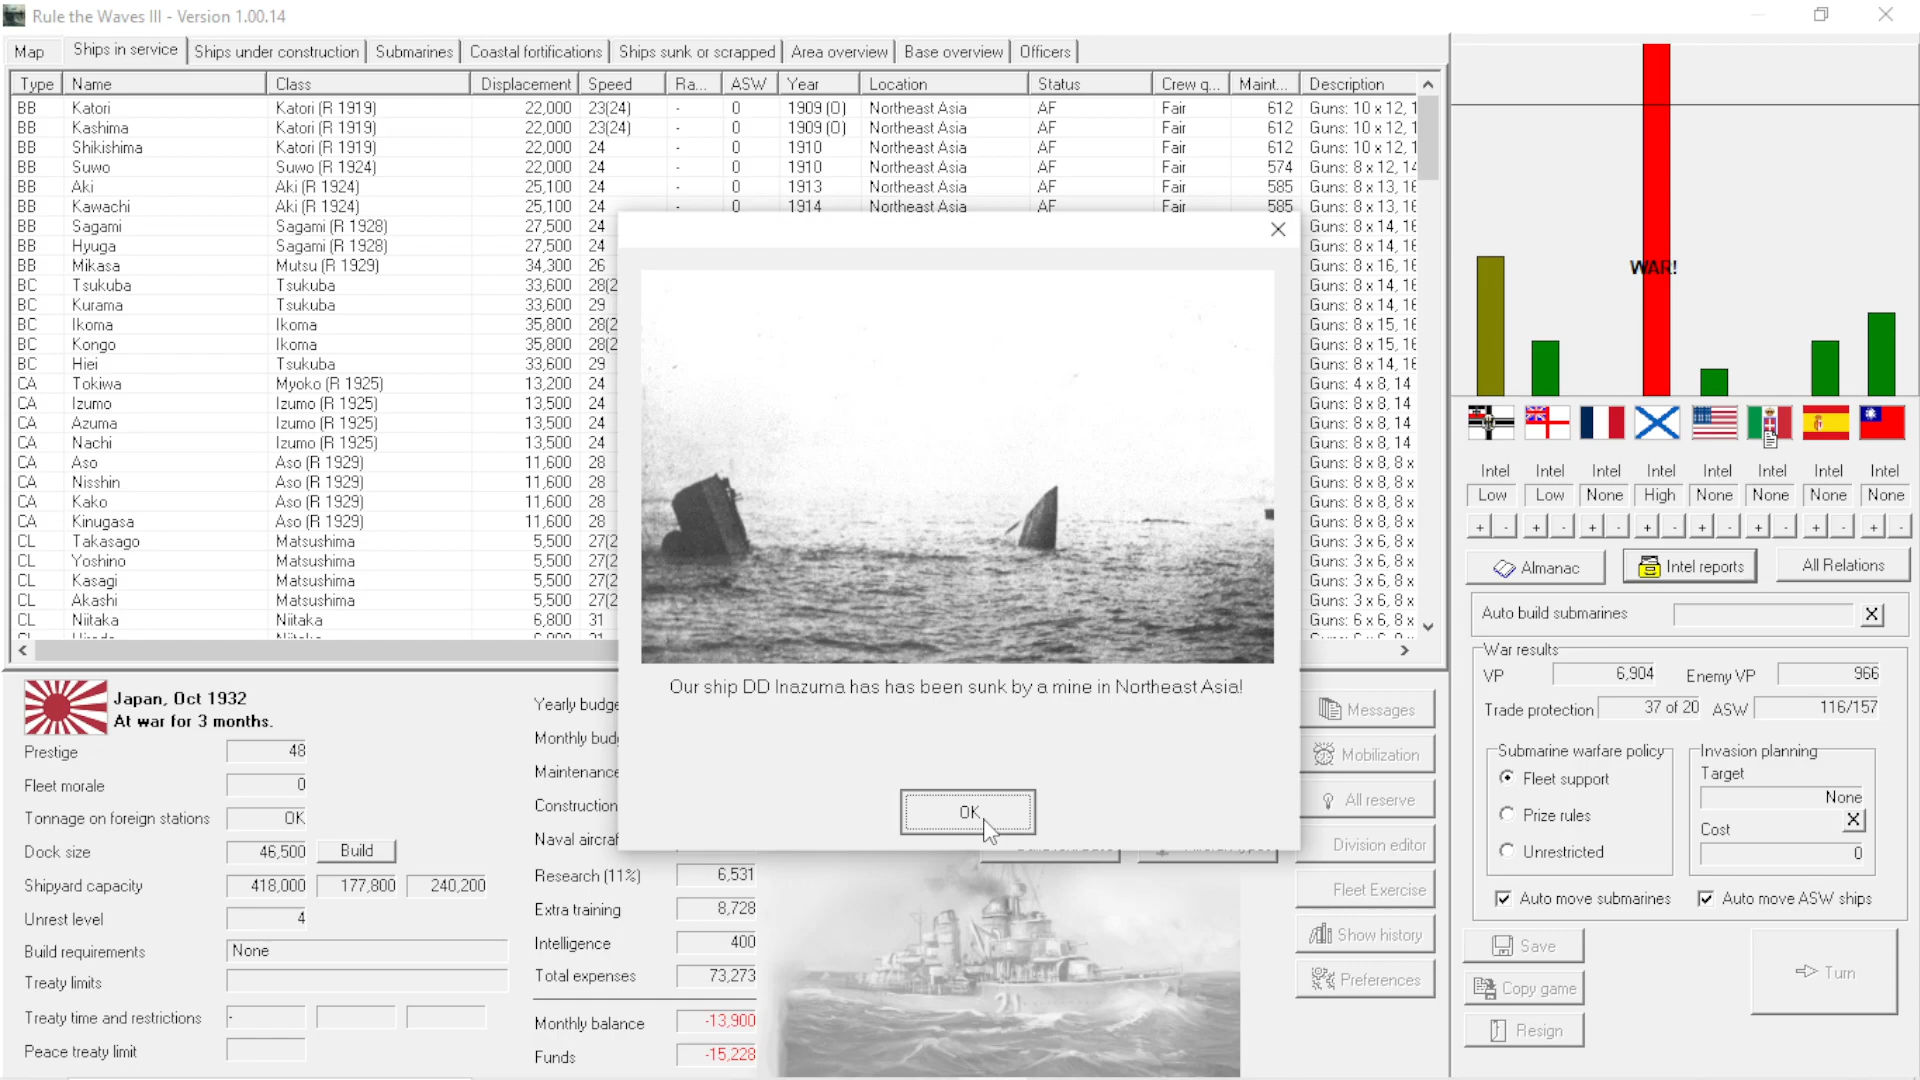 Rule the Waves III - Version 1.00.14
Map Ships in service Ships under construction Submarines Coastal fortifications Ships sunk or scrapped Area overview Base overview Officers
Type Name Class Displacement Speed Ra... ASW Year Location Status Crew q... Maint... Description
BB Katori Katori (R 1919) 22,000 23(24) - 0 1909 (O) Northeast Asia AF Fair 612 Guns: 10 x 12, 1
BB Kashima Katori (R 1919) 22,000 23(24) - 0 1909 (O) Northeast Asia AF Fair 612 Guns: 10 x 12, 1
BB Shikishima Katori (R 1919) 22,000 24 - 0 1910 Northeast Asia AF Fair 612 Guns: 10 x 12, 1
BB Suwo Suwo (R 1924) 22,000 24 - 0 1910 Northeast Asia AF Fair 574 Guns: 8 x 12, 14
BB Aki Aki (R 1924) 25,100 24 - 0 1913 Northeast Asia AF Fair 585 Guns: 8 x 13, 16
BB Kawachi Aki (R 1924) 25,100 24 - 0 1914 Northeast Asia AF Fair 585 Guns: 8 x 13, 16
BB Sagami Sagami (R 1928) 27,500 24 Guns: 8 x 14, 16
BB Hyuga Sagami (R 1928) 27,500 24 Guns: 8 x 14, 16
BB Mikasa Mutsu (R 1929) 34,300 26 Guns: 8 x 16, 16
BC Tsukuba Tsukuba 33,600 28(2 Guns: 8 x 14, 16
BC Kurama Tsukuba 33,600 29 Guns: 8 x 14, 16
BC Ikoma Ikoma 35,800 28(2 Guns: 8 x 15, 16
BC Kongo Ikoma 35,800 28(2 Guns: 8 x 15, 16
BC Hiei Tsukuba 33,600 29 Guns: 8 x 14, 16
CA Tokiwa Myoko (R 1925) 13,200 24 Guns: 4 x 8, 14
CA Izumo Izumo (R 1925) 13,500 24 Guns: 8 x 8, 14
CA Azuma Izumo (R 1925) 13,500 24 Guns: 8 x 8, 14
CA Nachi Izumo (R 1925) 13,500 24 Guns: 8 x 8, 14
CA Aso Aso (R 1929) 11,600 28 Guns: 8 x 8, 8 x
CA Nisshin Aso (R 1929) 11,600 28 Guns: 8 x 8, 8 x
CA Kako Aso (R 1929) 11,600 28 Guns: 8 x 8, 8 x
CA Kinugasa Aso (R 1929) 11,600 28 Guns: 8 x 8, 8 x
CL Takasago Matsushima 5,500 27(2 Guns: 3 x 6, 8 x
CL Yoshino Matsushima 5,500 27(2 Guns: 3 x 6, 8 x
CL Kasagi Matsushima 5,500 27(2 Guns: 3 x 6, 8 x
CL Akashi Matsushima 5,500 27(2 Guns: 3 x 6, 8 x
CL Niitaka Niitaka 6,800 31 Guns: 6 x 6, 8 x
Our ship DD Inazuma has has been sunk by a mine in Northeast Asia!
OK
WAR!
Intel Intel Intel Intel Intel Intel Intel Intel
Low Low None High None None None None
+ - + - + - + - + - + - + - + -
Almanac Intel reports All Relations
Auto build submarines X
War results
VP 6,904 Enemy VP 966
Trade protection 37 of 20 ASW 116/157
Submarine warfare policy
Fleet support
Prize rules
Unrestricted
Invasion planning
Target
None
Cost X
0
Auto move submarines Auto move ASW ships
Save
Copy game
Resign
Turn
Japan, Oct 1932
At war for 3 months.
Prestige 48
Fleet morale 0
Tonnage on foreign stations OK
Dock size 46,500 Build
Shipyard capacity 418,000 177,800 240,200
Unrest level 4
Build requirements None
Treaty limits
Treaty time and restrictions -
Peace treaty limit
Yearly budge
Monthly bud
Maintenance
Construction
Naval aircraf
Research (11%) 6,531
Extra training 8,728
Intelligence 400
Total expenses 73,273
Monthly balance -13,900
Funds -15,228
Messages
Mobilization
All reserve
Division editor
Fleet Exercise
Show history
Preferences
21